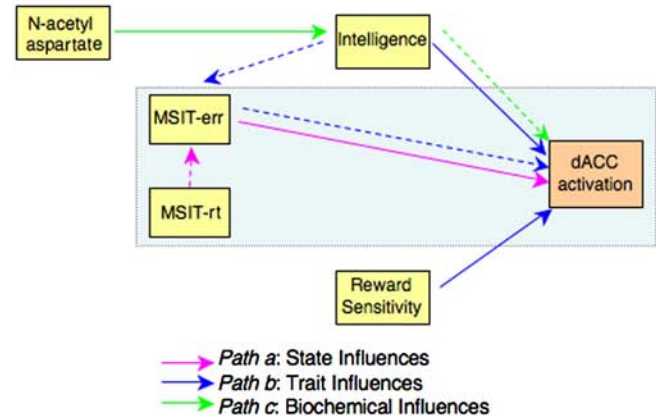 N-acetyl
aspartate
Intelligence
MSIT-err
dACC
activation
MSIT-rt
Reward
Sensitivity
Path a: State Influences
Path b: Trait Influences
Path c: Biochemical Influences